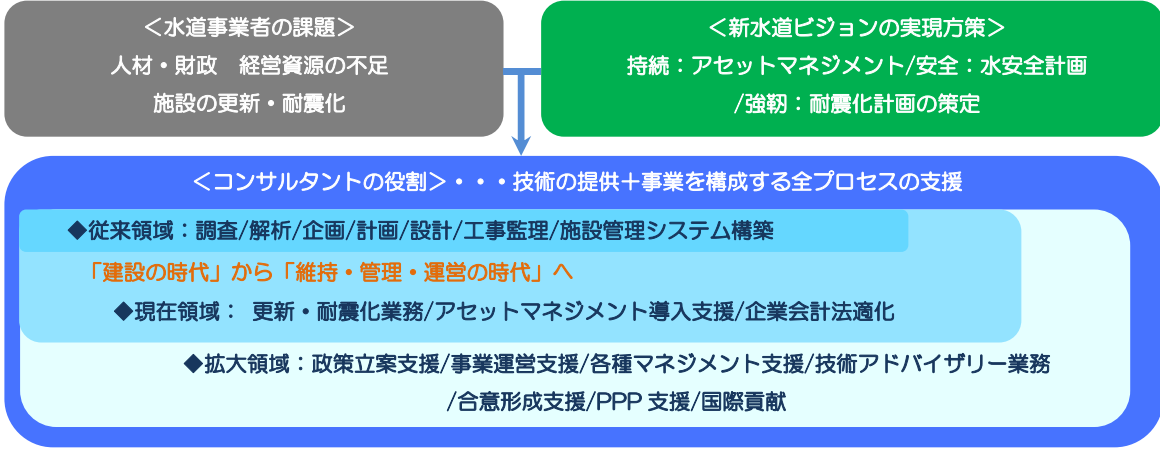 ＜水道事業者の課題＞
人材・財政　経営資源の不足
施設の更新・耐震化
＜新水道ビジョンの実現方策＞
持続：アセットマネジメント/安全：水安全計画
/強靭：耐震化計画の策定
＜コンサルタントの役割＞・・・技術の提供＋事業を構成する全プロセスの支援
◆従来領域：調査/解析/企画/計画/設計/工事監理/施設管理システム構築
「建設の時代」から「維持・管理・運営の時代」へ
◆現在領域： 更新・耐震化業務/アセットマネジメント導入支援/企業会計法適化
◆拡大領域：政策立案支援/事業運営支援/各種マネジメント支援/技術アドバイザリー業務
/合意形成支援/PPP 支援/国際貢献